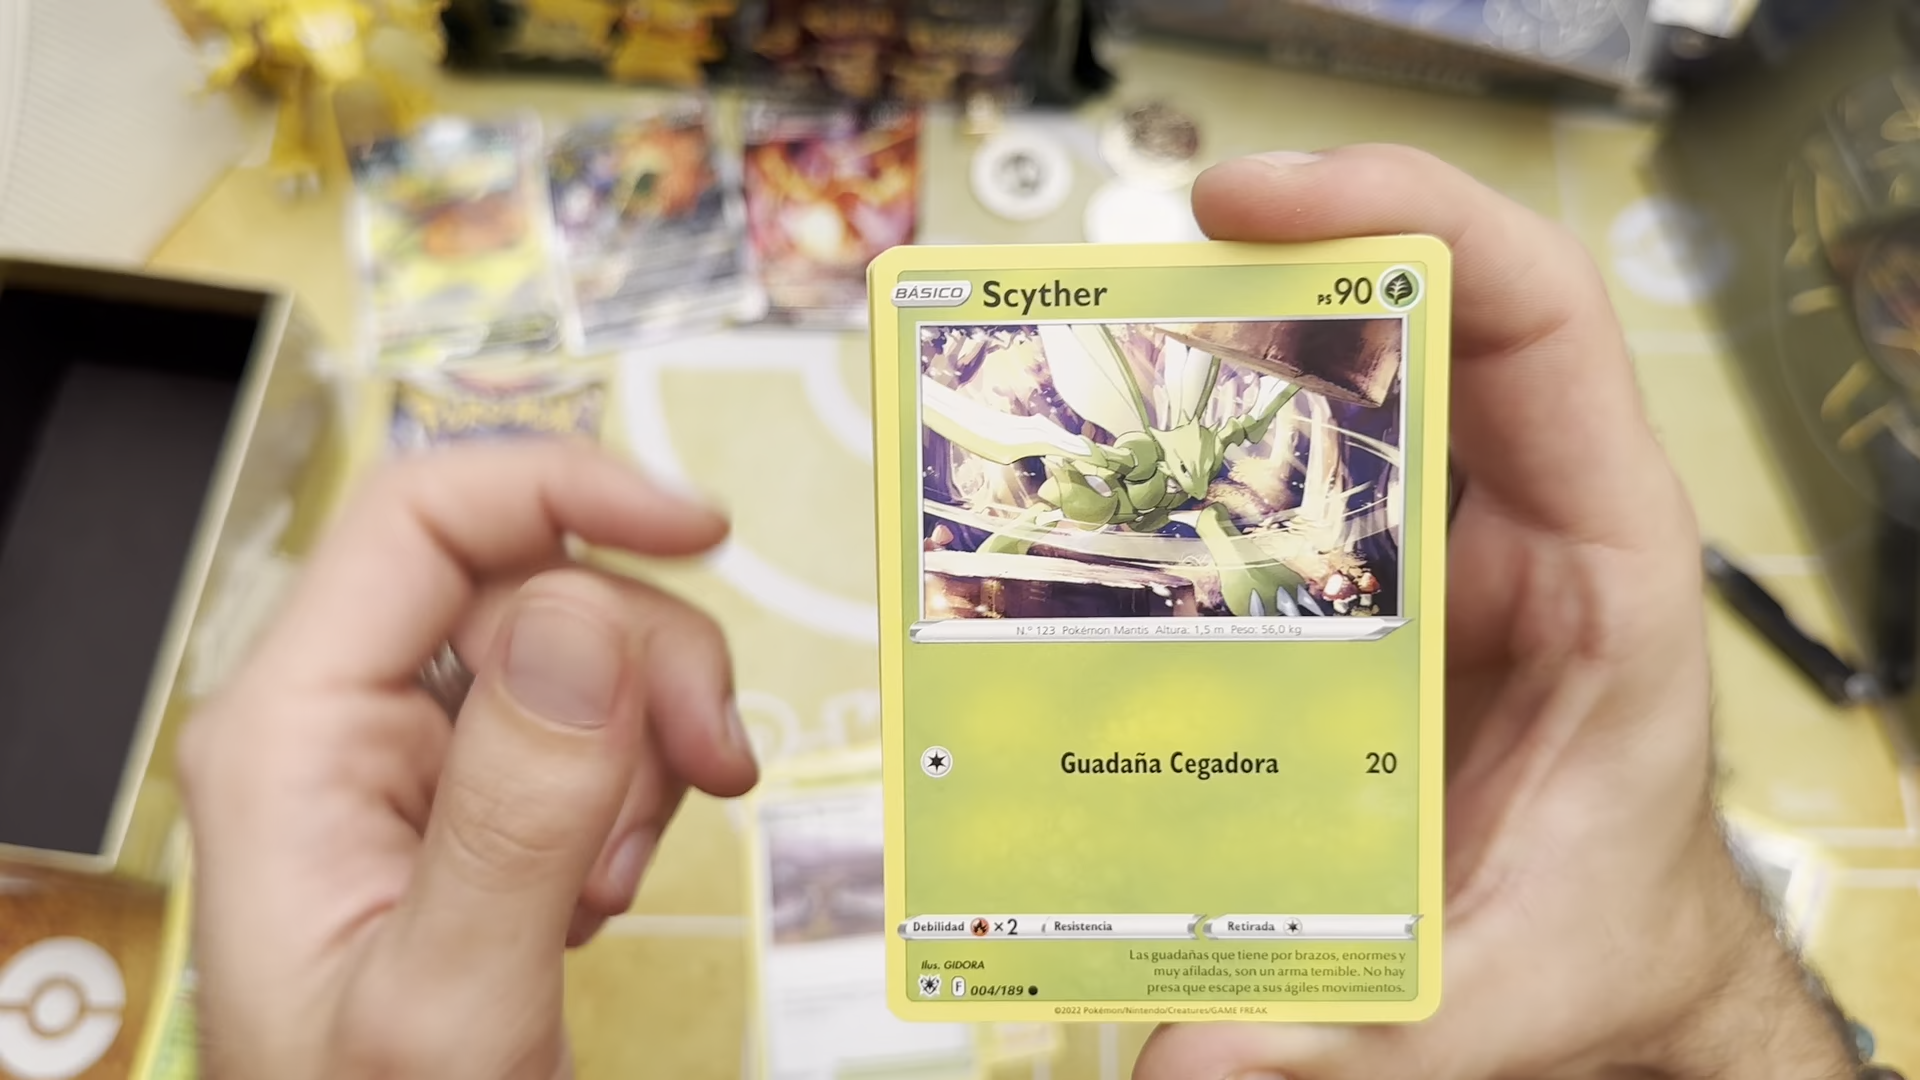 BÁSICO Scyther PS 90
N.º 123 Pokémon Mantis Altura: 1,5 m Peso: 56,0 kg
Guadaña Cegadora 20
Debilidad ×2 Resistencia Retirada
Las guadañas que tiene por brazos, enormes y
muy afiladas, son un arma temible. No hay
presa que escape a sus ágiles movimientos.
Ilus. GIDORA
F 004/189
©2022 Pokémon/Nintendo/Creatures/GAME FREAK